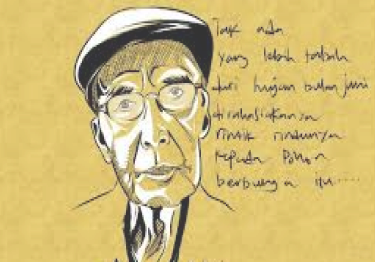 Tak ada
yang lebih tabah
dari hujan bulan juni
dirahasiakannya
rintik rindunya
kepada pohon
berbunga itu....